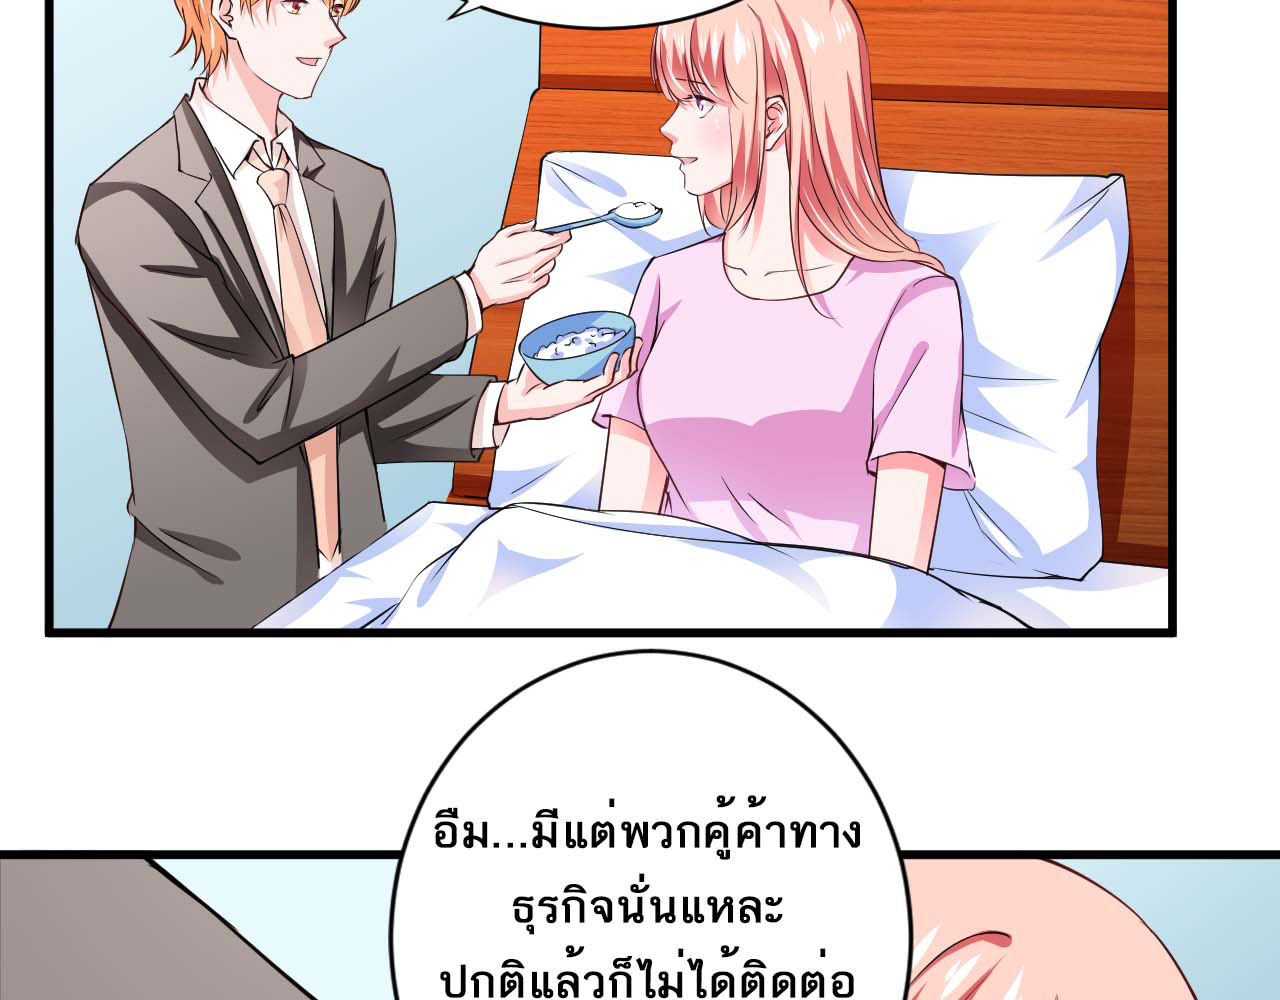 อืม...มีแต่พวกคู่ค้าทาง
ธุรกิจนั่นแหละ
ปกติแล้วก็ไม่ได้ติดต่อ